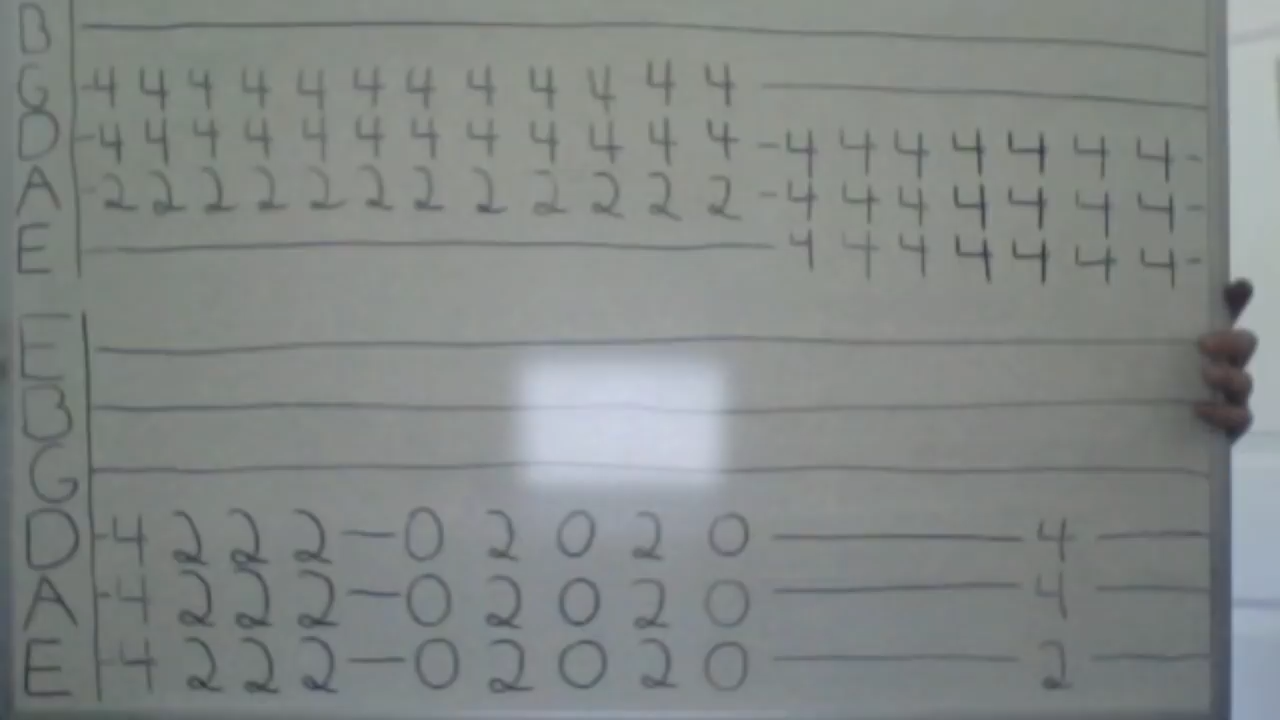 B
G -4 4 4 4 4 4 4 4 4 4 4 4
D -4 4 4 4 4 4 4 4 4 4 4 4 -4 4 4 4 4 4 4-
A -2 2 2 2 2 2 2 2 2 2 2 2 -4 4 4 4 4 4 4-
E 4 4 4 4 4 4 4-
E
B
G
D -4 2 2 2 - 0 2 0 2 0 - 4 -
A -4 2 2 2 - 0 2 0 2 0 - 4 -
E -4 2 2 2 - 0 2 0 2 0 - 2 -